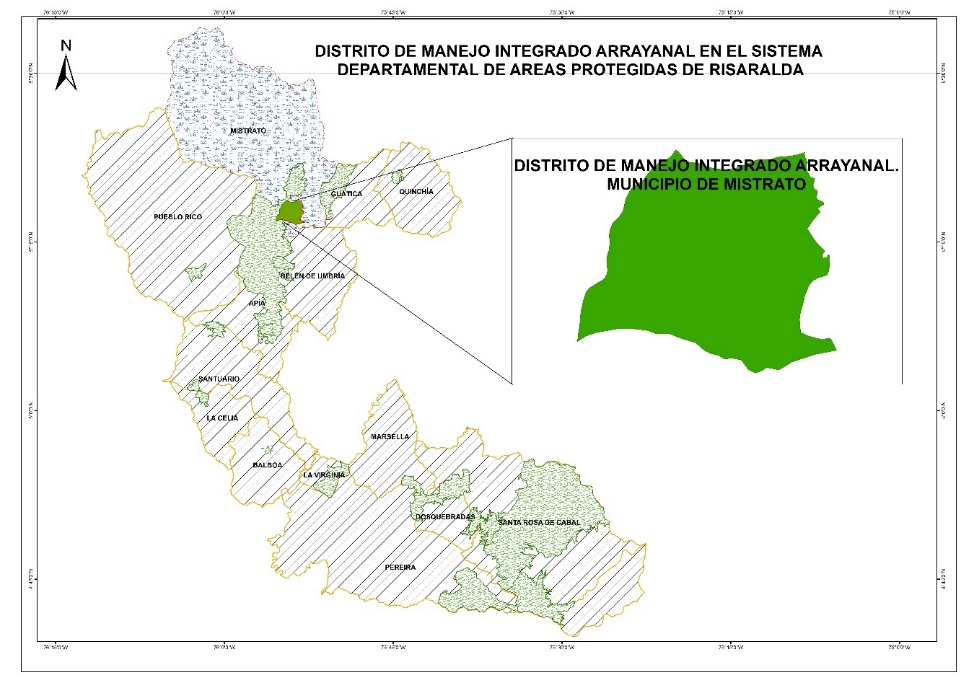 N
DISTRITO DE MANEJO INTEGRADO ARRAYANAL EN EL SISTEMA
DEPARTAMENTAL DE AREAS PROTEGIDAS DE RISARALDA
MISTRATO
DISTRITO DE MANEJO INTEGRADO ARRAYANAL.
MUNICIPIO DE MISTRATO
GUATICA
QUINCHÍA
PUEBLO RICO
BELÉN DE UMBRÍA
APIA
SANTUARIO
LA CELIA
MARSELLA
BALBOA
LA VIRGINIA
DOSQUEBRADAS
SANTA ROSA DE CABAL
PEREIRA